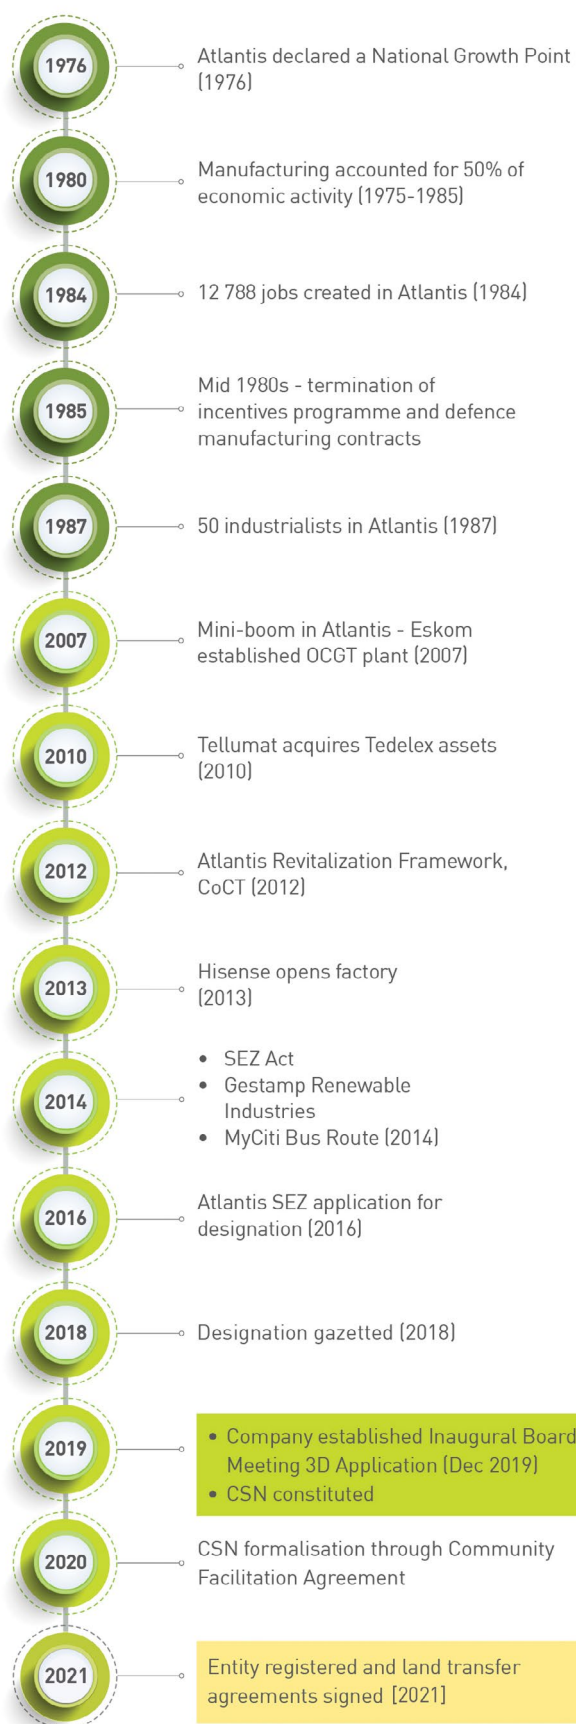 1976
Atlantis declared a National Growth Point
(1976)
1980
Manufacturing accounted for 50% of
economic activity (1975-1985)
1984
12 788 jobs created in Atlantis (1984)
1985
Mid 1980s - termination of
incentives programme and defence
manufacturing contracts
1987
50 industrialists in Atlantis (1987)
2007
Mini-boom in Atlantis - Eskom
established OCGT plant (2007)
2010
Tellumat acquires Tedelex assets
(2010)
2012
Atlantis Revitalization Framework,
CoCT (2012)
2013
Hisense opens factory
(2013)
2014
• SEZ Act
• Gestamp Renewable
Industries
• MyCiti Bus Route (2014)
2016
Atlantis SEZ application for
designation (2016)
2018
Designation gazetted (2018)
2019
• Company established Inaugural Board
Meeting 3D Application (Dec 2019)
• CSN constituted
2020
CSN formalisation through Community
Facilitation Agreement
2021
Entity registered and land transfer
agreements signed [2021]